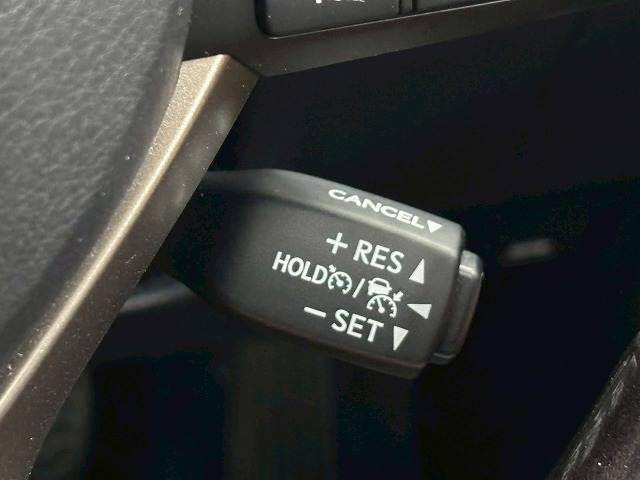 CANCEL▼
+ RES ▲
HOLD / ◀
− SET ▼